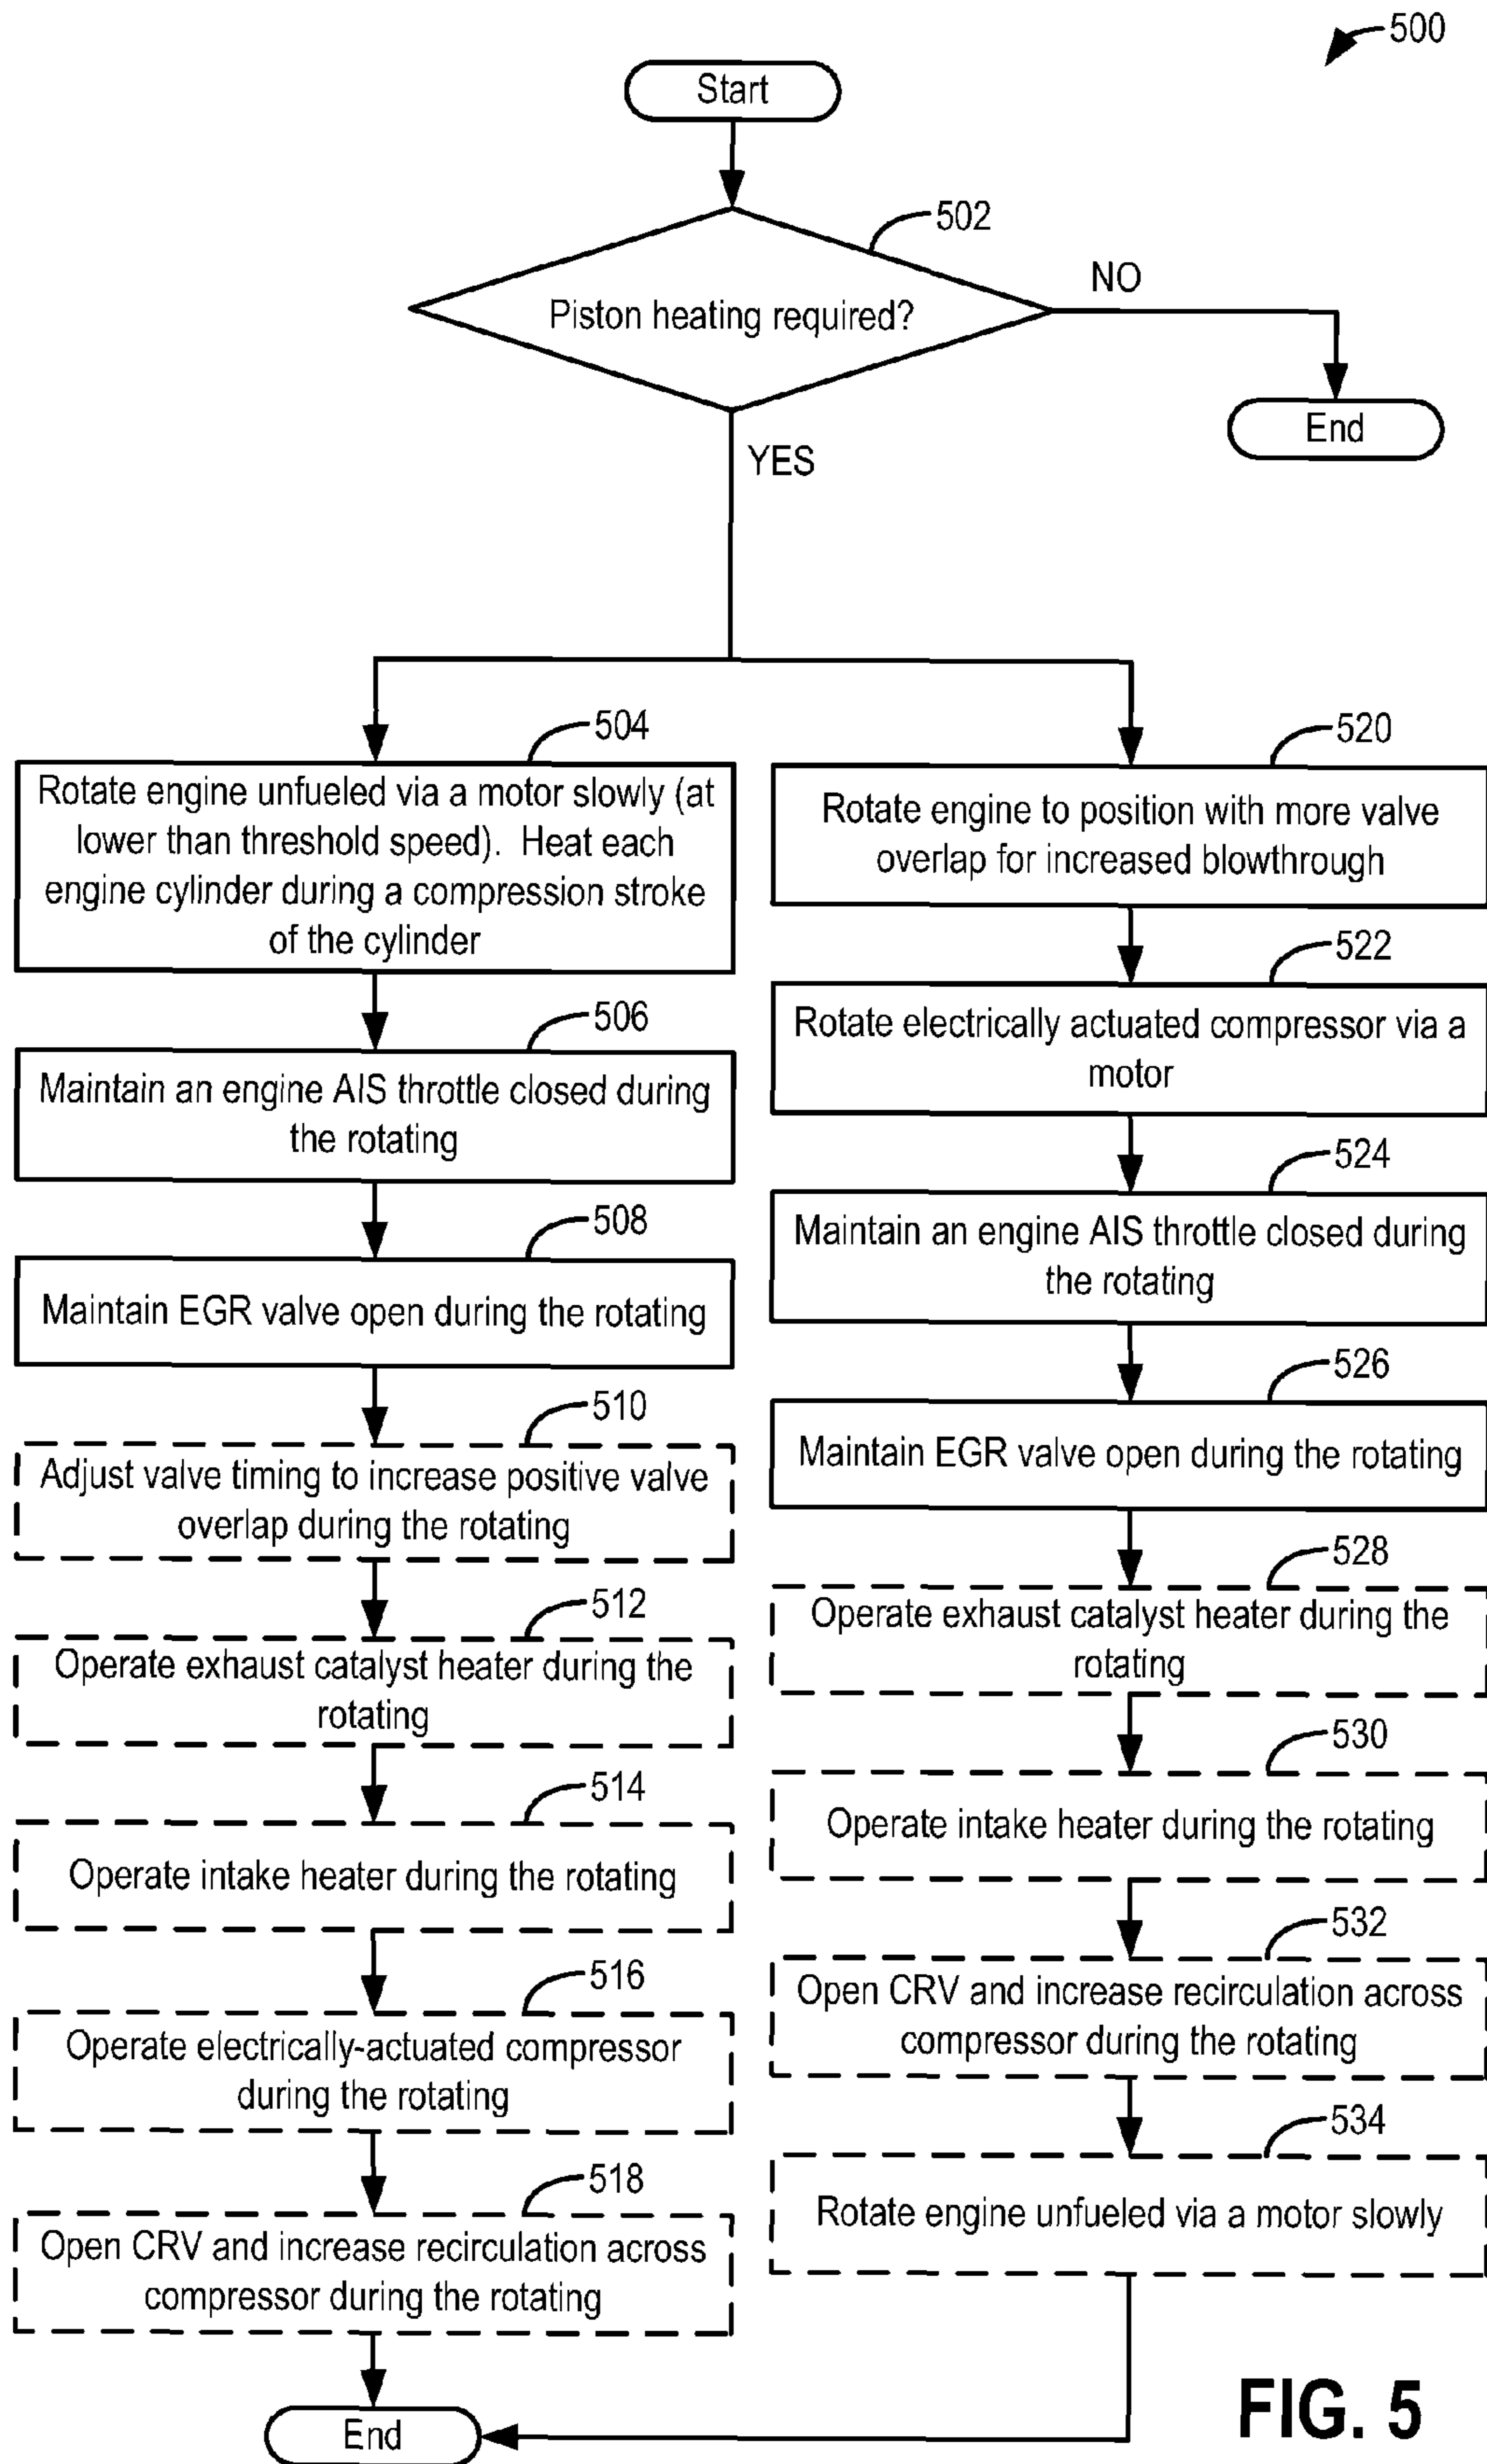 500
Start
502
Piston heating required?
NO
End
YES
504
Rotate engine unfueled via a motor slowly (at
lower than threshold speed). Heat each
engine cylinder during a compression stroke
of the cylinder
506
Maintain an engine AIS throttle closed during
the rotating
508
Maintain EGR valve open during the rotating
510
Adjust valve timing to increase positive valve
overlap during the rotating
512
Operate exhaust catalyst heater during the
rotating
514
Operate intake heater during the rotating
516
Operate electrically-actuated compressor
during the rotating
518
Open CRV and increase recirculation across
compressor during the rotating
End
520
Rotate engine to position with more valve
overlap for increased blowthrough
522
Rotate electrically actuated compressor via a
motor
524
Maintain an engine AIS throttle closed during
the rotating
526
Maintain EGR valve open during the rotating
528
Operate exhaust catalyst heater during the
rotating
530
Operate intake heater during the rotating
532
Open CRV and increase recirculation across
compressor during the rotating
534
Rotate engine unfueled via a motor slowly
FIG. 5